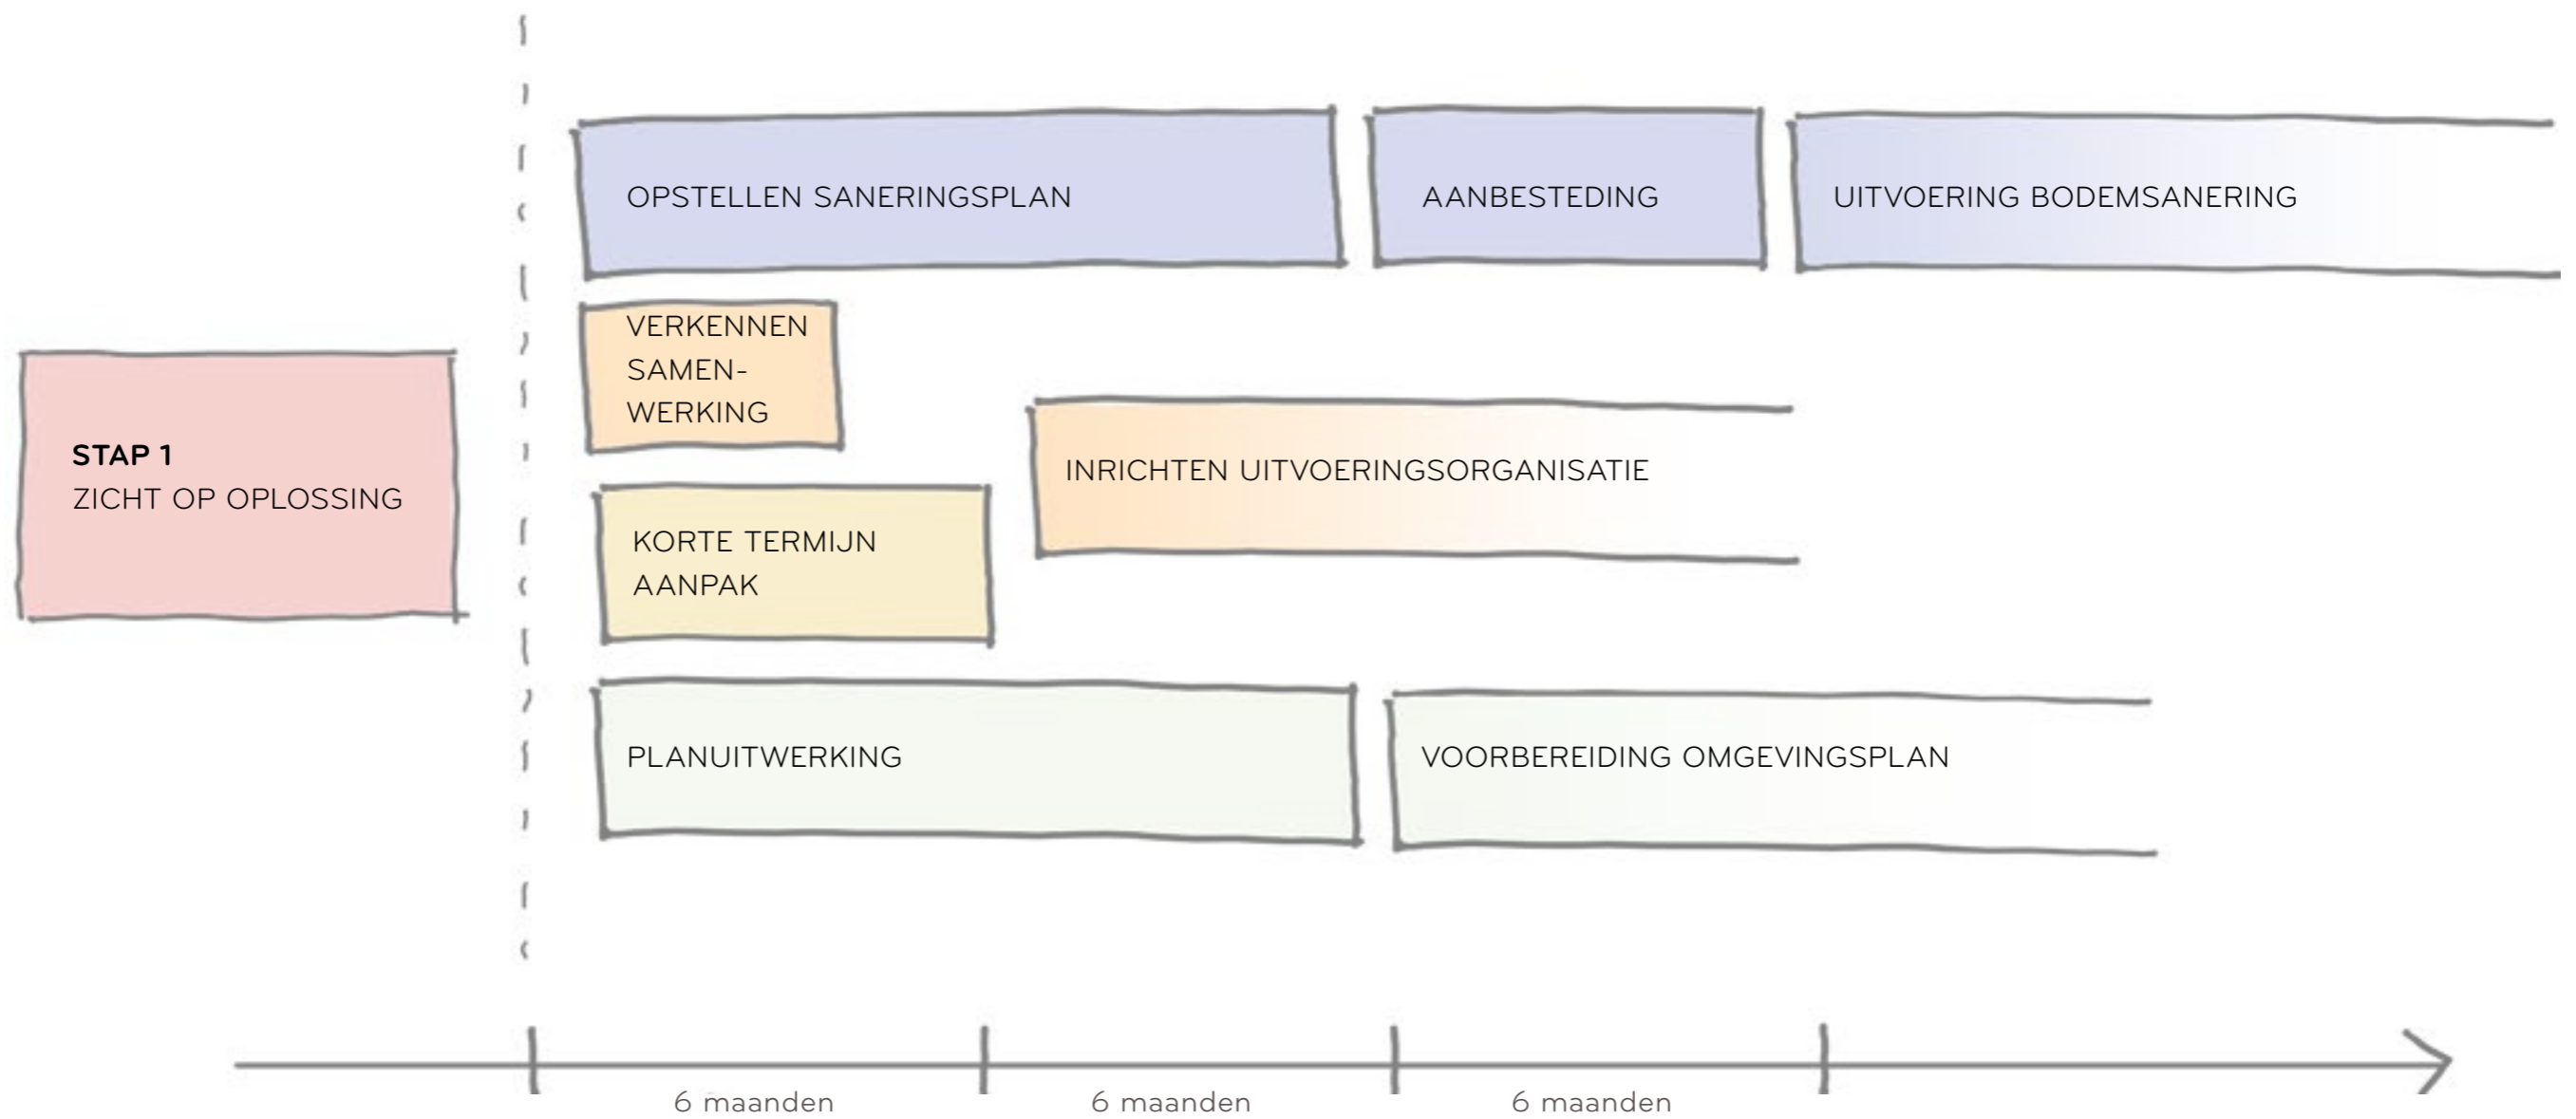 OPSTELLEN SANERINGSPLAN
AANBESTEDING
UITVOERING BODEMSANERING
VERKENNEN
SAMEN-
WERKING
STAP 1
ZICHT OP OPLOSSING
INRICHTEN UITVOERINGSORGANISATIE
KORTE TERMIJN
AANPAK
PLANUITWERKING
VOORBEREIDING OMGEVINGSPLAN
6 maanden
6 maanden
6 maanden